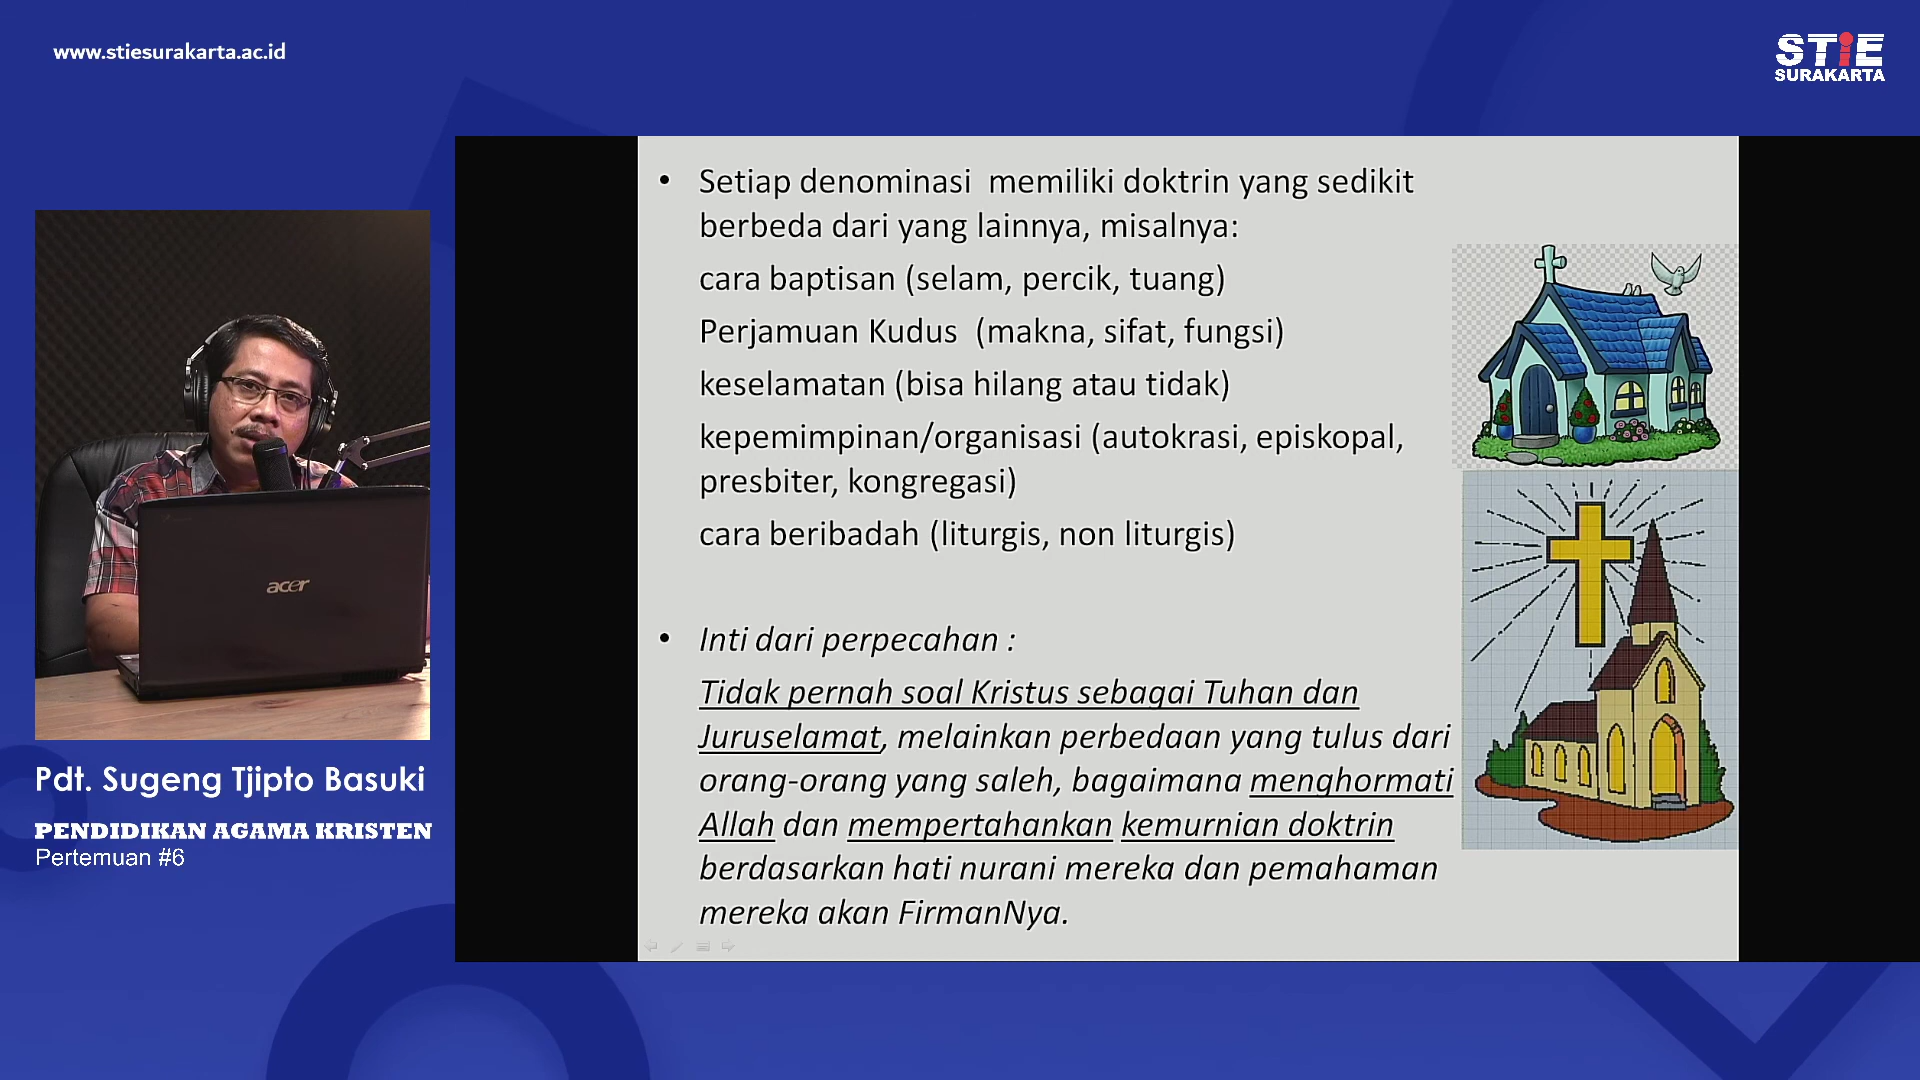 www.stiesurakarta.ac.id
STiE
SURAKARTA
• Setiap denominasi memiliki doktrin yang sedikit
berbeda dari yang lainnya, misalnya:
cara baptisan (selam, percik, tuang)
Perjamuan Kudus (makna, sifat, fungsi)
keselamatan (bisa hilang atau tidak)
kepemimpinan/organisasi (autokrasi, episkopal,
presbiter, kongregasi)
cara beribadah (liturgis, non liturgis)
• Inti dari perpecahan :
Tidak pernah soal Kristus sebagai Tuhan dan
Juruselamat, melainkan perbedaan yang tulus dari
orang-orang yang saleh, bagaimana menghormati
Allah dan mempertahankan kemurnian doktrin
berdasarkan hati nurani mereka dan pemahaman
mereka akan FirmanNya.
acer
Pdt. Sugeng Tjipto Basuki
PENDIDIKAN AGAMA KRISTEN
Pertemuan #6